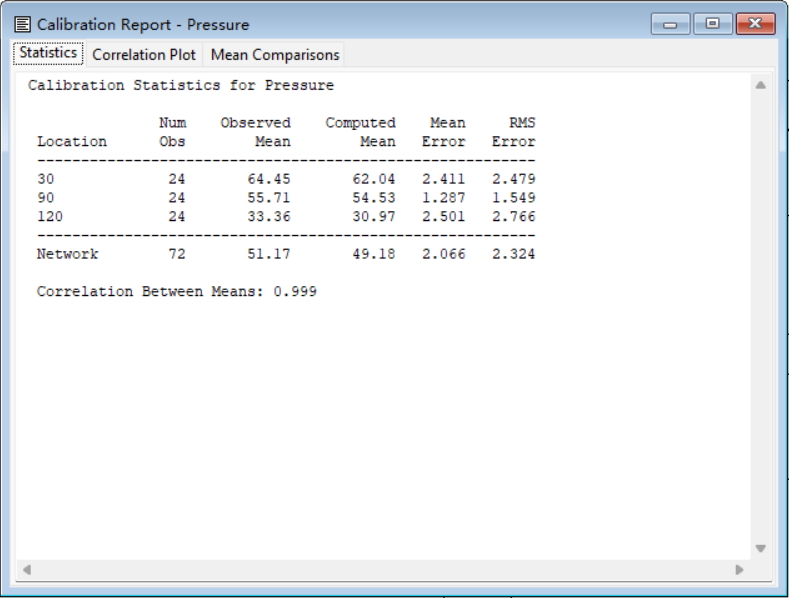 Calibration Report - Pressure
Statistics Correlation Plot Mean Comparisons
Calibration Statistics for Pressure
Num Observed Computed Mean RMS
Location Obs Mean Mean Error Error
---------------------------------------------------------
30 24 64.45 62.04 2.411 2.479
90 24 55.71 54.53 1.287 1.549
120 24 33.36 30.97 2.501 2.766
---------------------------------------------------------
Network 72 51.17 49.18 2.066 2.324
Correlation Between Means: 0.999